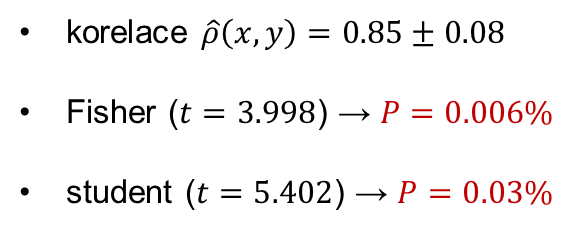 • korelace ρ̂(x, y) = 0.85 ± 0.08
• Fisher (t = 3.998) → P = 0.006%
• student (t = 5.402) → P = 0.03%